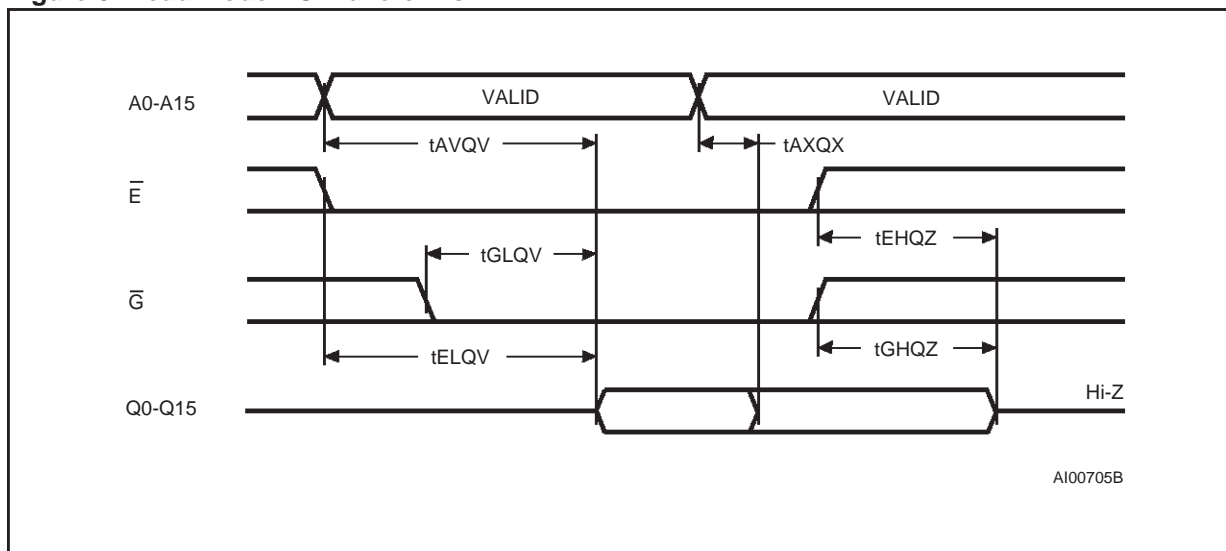 A0-A15
VALID
VALID
tAVQV
tAXQX
E
tEHQZ
tGLQV
G
tELQV
tGHQZ
Q0-Q15
Hi-Z
AI00705B